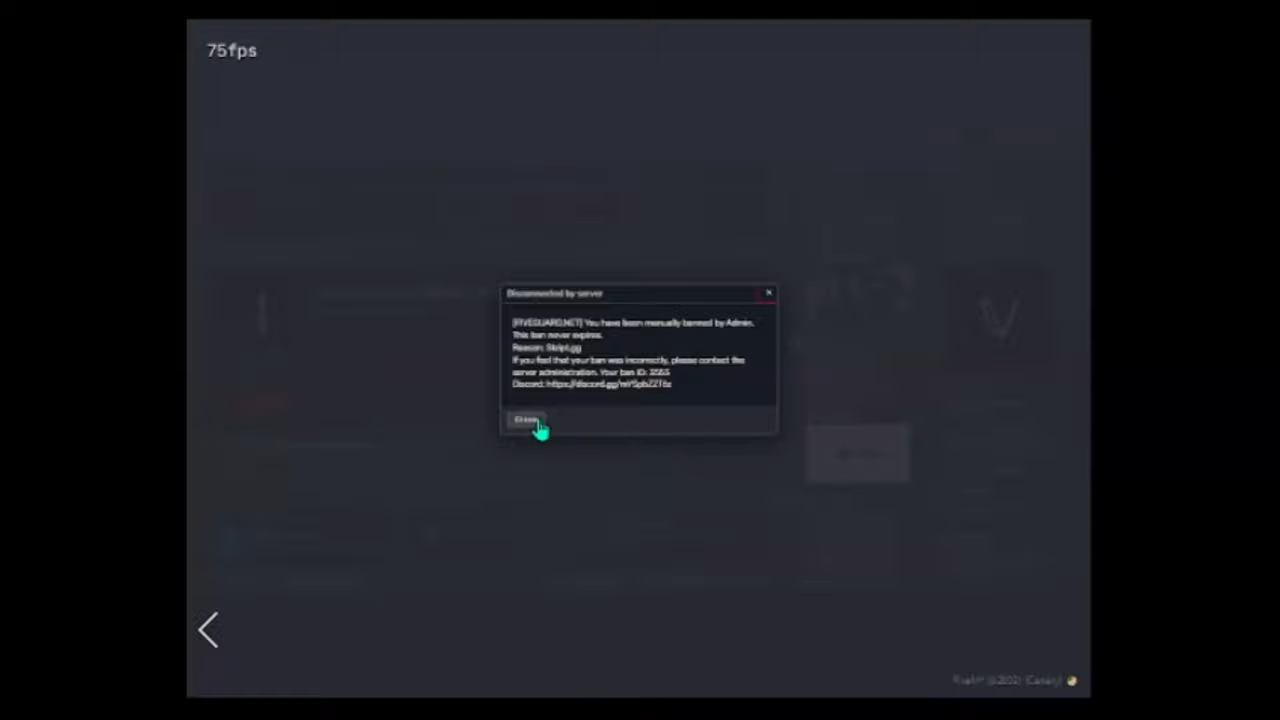 75fps
Disconnected by server
[FIVEGUARD.NET] You have been manually banned by Admin.
This ban never expires.
Reason: Skript.gg
If you feel that your ban was incorrectly, please contact the
server administration. Your ban ID:
Discord: https://discord.gg/
Close